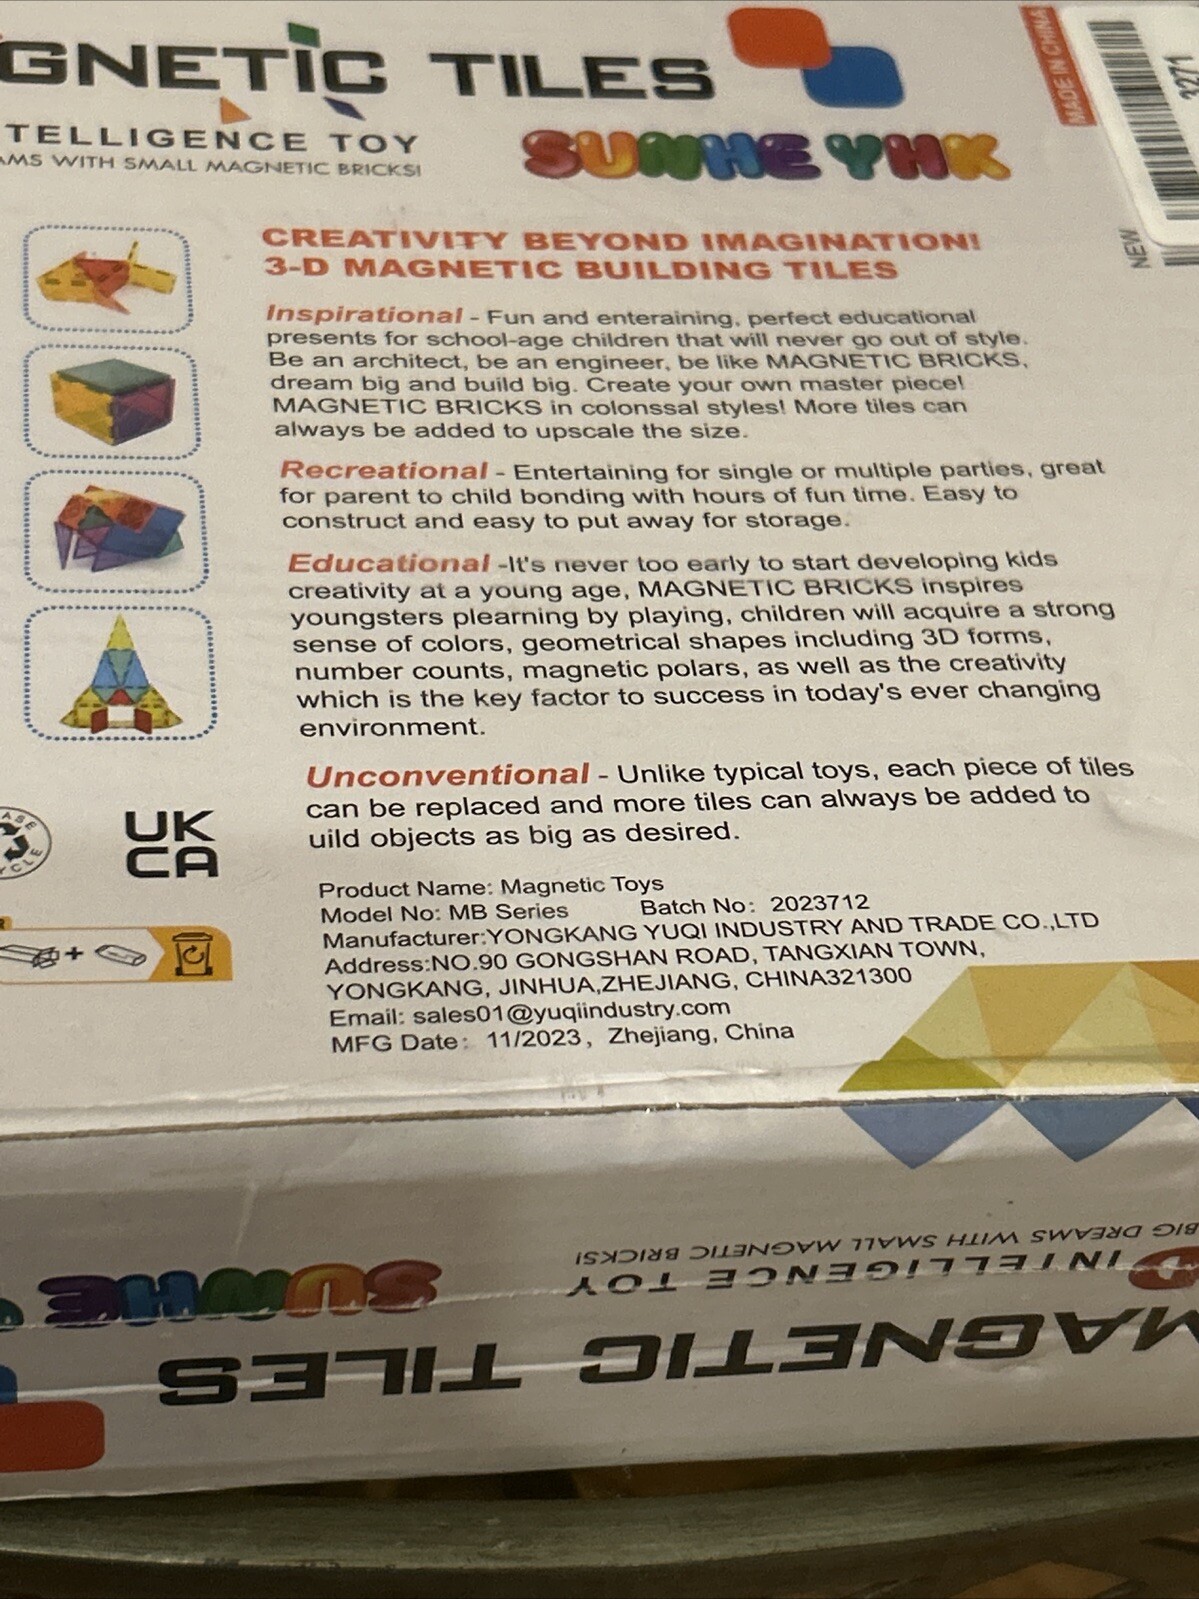 GNETIC TILES
TELLIGENCE TOY
AMS WITH SMALL MAGNETIC BRICKS!
SUNHE YHK
MADE IN CHINA
3271
NEW
CREATIVITY BEYOND IMAGINATION!
3-D MAGNETIC BUILDING TILES
Inspirational - Fun and enteraining, perfect educational
presents for school-age children that will never go out of style.
Be an architect, be an engineer, be like MAGNETIC BRICKS,
dream big and build big. Create your own master piece!
MAGNETIC BRICKS in colonssal styles! More tiles can
always be added to upscale the size.
Recreational - Entertaining for single or multiple parties, great
for parent to child bonding with hours of fun time. Easy to
construct and easy to put away for storage.
Educational -It's never too early to start developing kids
creativity at a young age, MAGNETIC BRICKS inspires
youngsters plearning by playing, children will acquire a strong
sense of colors, geometrical shapes including 3D forms,
number counts, magnetic polars, as well as the creativity
which is the key factor to success in today's ever changing
environment.
Unconventional - Unlike typical toys, each piece of tiles
can be replaced and more tiles can always be added to
uild objects as big as desired.
UK
CA
Product Name: Magnetic Toys
Model No: MB Series Batch No: 2023712
Manufacturer:YONGKANG YUQI INDUSTRY AND TRADE CO.,LTD
Address:NO.90 GONGSHAN ROAD, TANGXIAN TOWN,
YONGKANG, JINHUA,ZHEJIANG, CHINA321300
Email: sales01@yuqiindustry.com
MFG Date: 11/2023, Zhejiang, China
MAGNETIC TILES
INTELLIGENCE TOY
BIG DREAMS WITH SMALL MAGNETIC BRICKS!
SUNHE